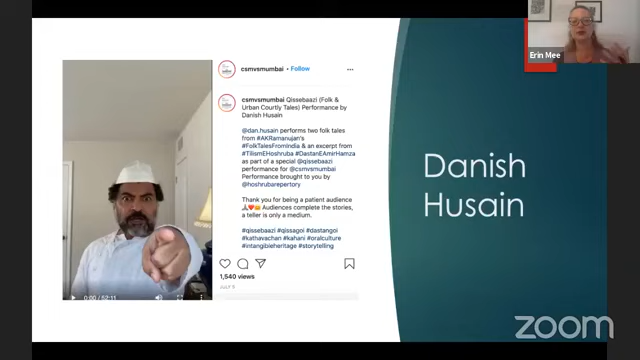 csmvsmumbai • Follow
csmvsmumbai Qissebaazi (Folk &
Urban Courtly Tales) Performance by
Danish Husain
@dan.husain performs two folk tales
from #AKRamanujan's
#FolkTalesFromIndia & an excerpt from
#TilismEHoshruba #DastanEAmirHamza
as part of a special @qissebaazi
performance for @csmvsmumbai
Performance brought to you by
@hoshrubarepertory
Thank you for being a patient audience
🙏❤️😊 Audiences complete the stories,
a teller is only a medium.
#qissebaazi #qissagoi #dastangoi
#kathavachan #kahani #oralculture
#intangibleheritage #storytelling
1,540 views
JULY 5
0:00 / 52:11
Danish
Husain
Erin Mee
zoom